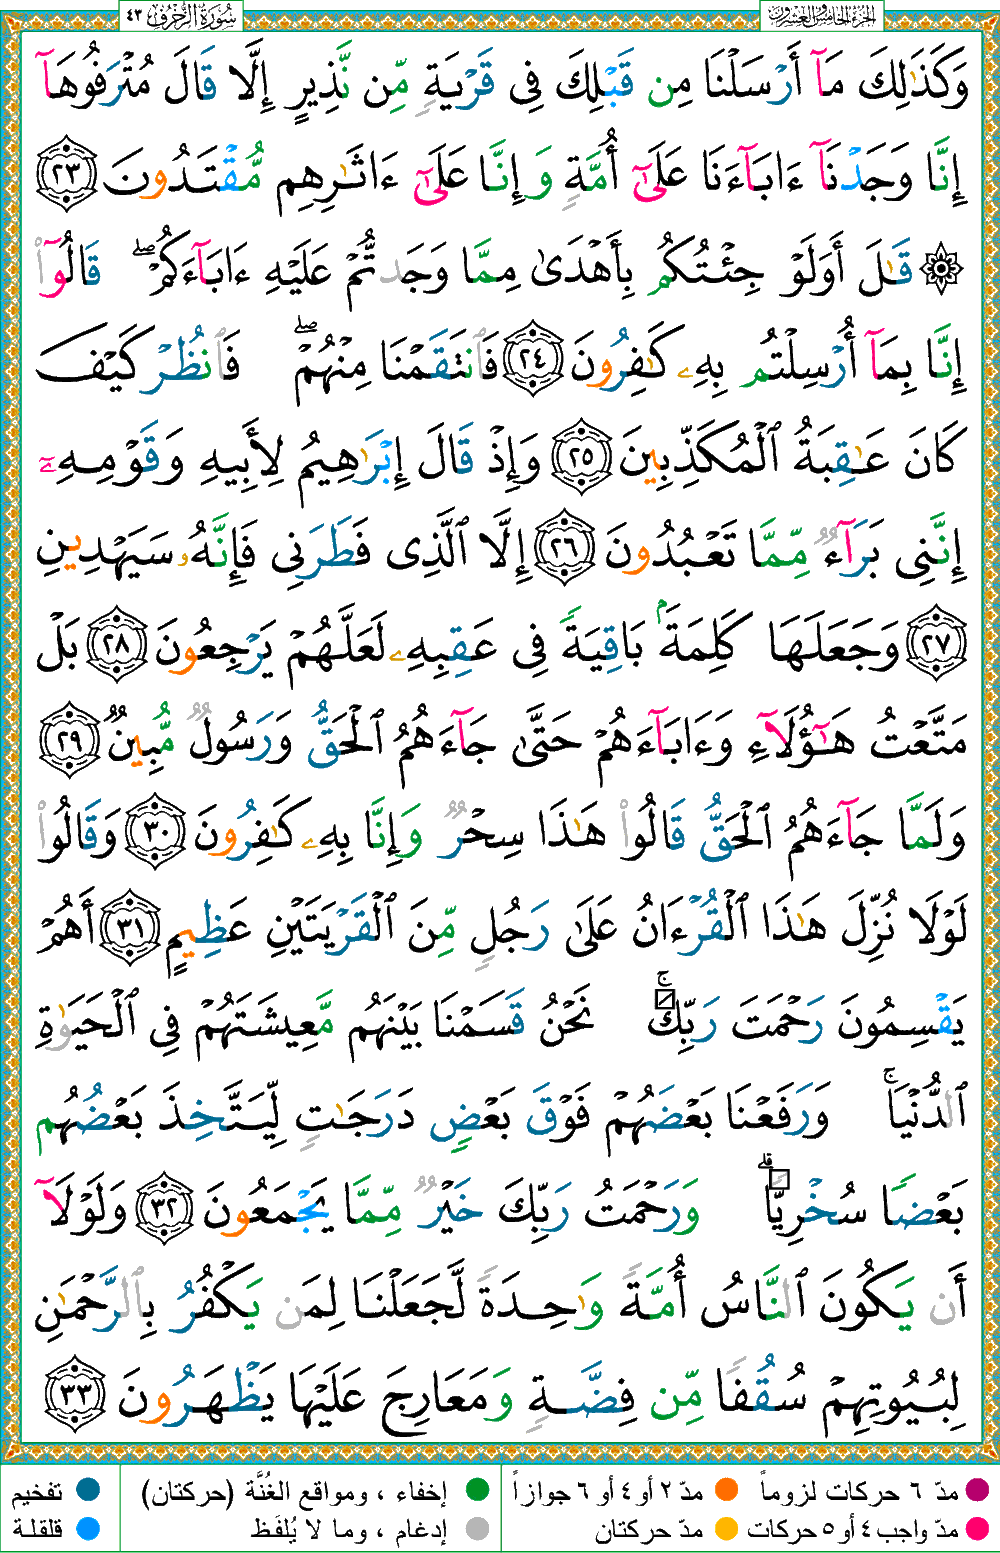 الجزء الخامس والعشرون
سورة الزخرف ٤٣
وَكَذَٰلِكَ مَآ أَرْسَلْنَا مِن قَبْلِكَ فِى قَرْيَةٍ مِّن نَّذِيرٍ إِلَّا قَالَ مُتْرَفُوهَآ
إِنَّا وَجَدْنَآ ءَابَآءَنَا عَلَىٰٓ أُمَّةٍ وَإِنَّا عَلَىٰٓ ءَاثَـٰرِهِم مُّقْتَدُونَ ٢٣
۞ قَـٰلَ أَوَلَوْ جِئْتُكُم بِأَهْدَىٰ مِمَّا وَجَدتُّمْ عَلَيْهِ ءَابَآءَكُمْ ۖ قَالُوٓا۟
إِنَّا بِمَآ أُرْسِلْتُم بِهِۦ كَـٰفِرُونَ ٢٤ فَٱنتَقَمْنَا مِنْهُمْ ۖ فَٱنظُرْ كَيْفَ
كَانَ عَـٰقِبَةُ ٱلْمُكَذِّبِينَ ٢٥ وَإِذْ قَالَ إِبْرَٰهِيمُ لِأَبِيهِ وَقَوْمِهِۦٓ
إِنَّنِى بَرَآءٌ مِّمَّا تَعْبُدُونَ ٢٦ إِلَّا ٱلَّذِى فَطَرَنِى فَإِنَّهُۥ سَيَهْدِينِ
٢٧ وَجَعَلَهَا كَلِمَةًۢ بَاقِيَةً فِى عَقِبِهِۦ لَعَلَّهُمْ يَرْجِعُونَ ٢٨ بَلْ
مَتَّعْتُ هَـٰٓؤُلَآءِ وَءَابَآءَهُمْ حَتَّىٰ جَآءَهُمُ ٱلْحَقُّ وَرَسُولٌ مُّبِينٌ ٢٩
وَلَمَّا جَآءَهُمُ ٱلْحَقُّ قَالُوا۟ هَـٰذَا سِحْرٌ وَإِنَّا بِهِۦ كَـٰفِرُونَ ٣٠ وَقَالُوا۟
لَوْلَا نُزِّلَ هَـٰذَا ٱلْقُرْءَانُ عَلَىٰ رَجُلٍ مِّنَ ٱلْقَرْيَتَيْنِ عَظِيمٍ ٣١ أَهُمْ
يَقْسِمُونَ رَحْمَتَ رَبِّكَ ۚ نَحْنُ قَسَمْنَا بَيْنَهُم مَّعِيشَتَهُمْ فِى ٱلْحَيَوٰةِ
ٱلدُّنْيَا ۚ وَرَفَعْنَا بَعْضَهُمْ فَوْقَ بَعْضٍ دَرَجَـٰتٍ لِّيَتَّخِذَ بَعْضُهُم
بَعْضًا سُخْرِيًّا ۗ وَرَحْمَتُ رَبِّكَ خَيْرٌ مِّمَّا يَجْمَعُونَ ٣٢ وَلَوْلَآ
أَن يَكُونَ ٱلنَّاسُ أُمَّةً وَٰحِدَةً لَّجَعَلْنَا لِمَن يَكْفُرُ بِٱلرَّحْمَـٰنِ
لِبُيُوتِهِمْ سُقُفًا مِّن فِضَّةٍ وَمَعَارِجَ عَلَيْهَا يَظْهَرُونَ ٣٣
مدّ ٦ حركات لزوماً مدّ ٢ أو ٤ أو ٦ جوازاً إخفاء ، ومواقع الغُنَّة (حركتان) تفخيم
مدّ واجب ٤ أو ٥ حركات مدّ حركتان إدغام ، وما لا يُلفَظ قلقلة